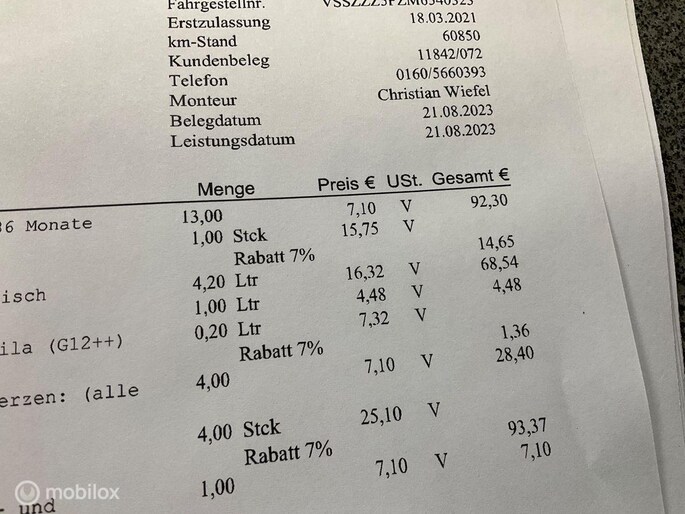 Fahrgestellnr.
Erstzulassung 18.03.2021
km-Stand 60850
Kundenbeleg 11842/072
Telefon 0160/5660393
Monteur Christian Wiefel
Belegdatum 21.08.2023
Leistungsdatum 21.08.2023
Menge Preis € USt. Gesamt €
36 Monate 13,00 7,10 V 92,30
1,00 Stck 15,75 V
Rabatt 7% 14,65
isch 4,20 Ltr 16,32 V 68,54
1,00 Ltr 4,48 V 4,48
ila (G12++) 0,20 Ltr 7,32 V
Rabatt 7% 1,36
erzen: (alle 4,00 7,10 V 28,40
4,00 Stck 25,10 V
Rabatt 7% 93,37
1,00 7,10 V 7,10
- und
mobilox